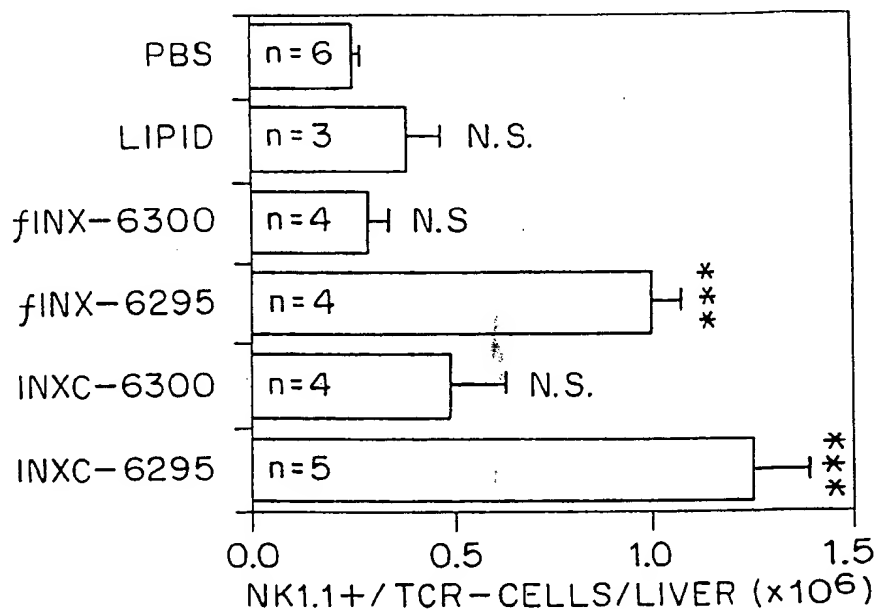 PBS
n=6
LIPID
n=3
N.S.
fINX-6300
n=4
N.S
fINX-6295
n=4
***
INXC-6300
n=4
N.S.
INXC-6295
n=5
***
0.0 0.5 1.0 1.5
NK1.1+/TCR-CELLS/LIVER (x10⁶)